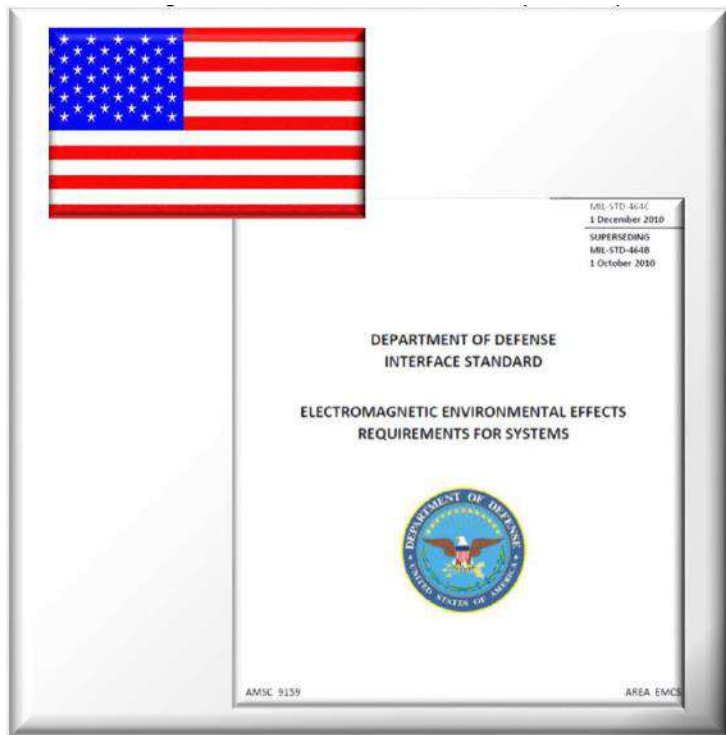 MIL-STD-464C
1 December 2010
SUPERSEDING
MIL-STD-464B
1 October 2010
DEPARTMENT OF DEFENSE
INTERFACE STANDARD
ELECTROMAGNETIC ENVIRONMENTAL EFFECTS
REQUIREMENTS FOR SYSTEMS
DEPARTMENT OF DEFENSE
UNITED STATES OF AMERICA
AMSC 9159
AREA EMCS